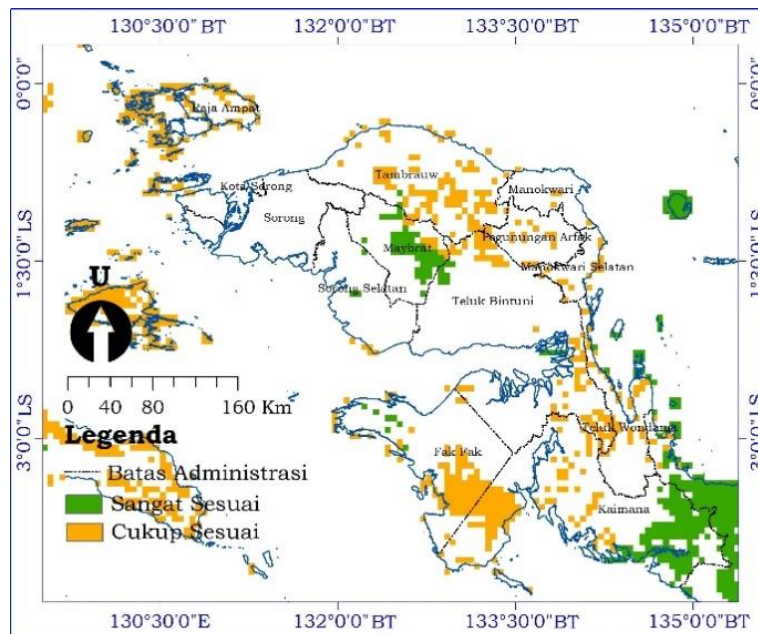 130°30'0"BT 132°0'0"BT 133°30'0"BT 135°0'0"BT
0°0'0"
1°30'0" LS
3°0'0" LS
Raja Ampat
Tambrauw
Kota Sorong
Manokwari
Sorong
Pegunungan Arfak
Maybrat
Manokwari Selatan
Sorong Selatan
Teluk Bintuni
U
0 40 80 160 Km
Legenda
Batas Administrasi
Sangat Sesuai
Cukup Sesuai
Fak Fak
Teluk Wondama
Kaimana
0°0'0"
1°30'0" LS
3°0'0" LS
130°30'0"E 132°0'0"BT 133°30'0"BT 135°0'0"BT